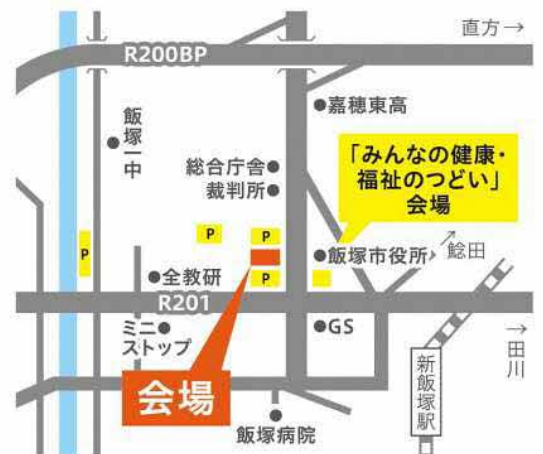 直方→
R200BP
嘉穂東高
飯塚一中
総合庁舎
裁判所
「みんなの健康・
福祉のつどい」
会場
P
P
P
P
飯塚市役所
鯰田
全教研
R201
ミニ
ストップ
GS
→
田川
会場
新飯塚駅
飯塚病院